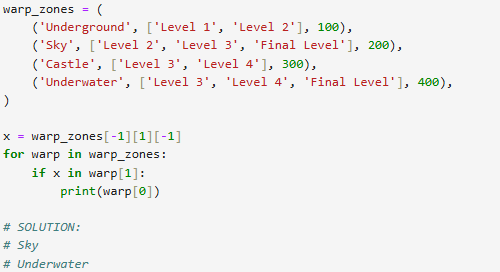 warp_zones = (
    ('Underground', ['Level 1', 'Level 2'], 100),
    ('Sky', ['Level 2', 'Level 3', 'Final Level'], 200),
    ('Castle', ['Level 3', 'Level 4'], 300),
    ('Underwater', ['Level 3', 'Level 4', 'Final Level'], 400),
)
x = warp_zones[-1][1][-1]
for warp in warp_zones:
    if x in warp[1]:
        print(warp[0])
# SOLUTION:
# Sky
# Underwater